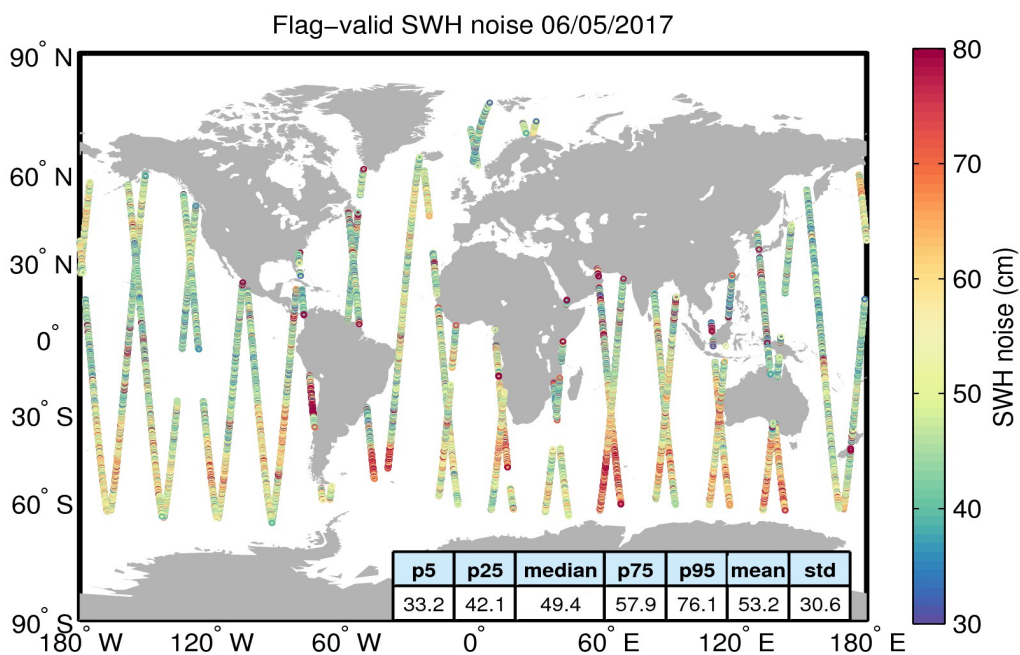 Flag−valid SWH noise 06/05/2017
90° N
60° N
30° N
0°
30° S
60° S
90° S
180° W
120° W
60° W
0°
60° E
120° E
180° E
p5 p25 median p75 p95 mean std
33.2 42.1 49.4 57.9 76.1 53.2 30.6
80
70
60
50
40
30
SWH noise (cm)